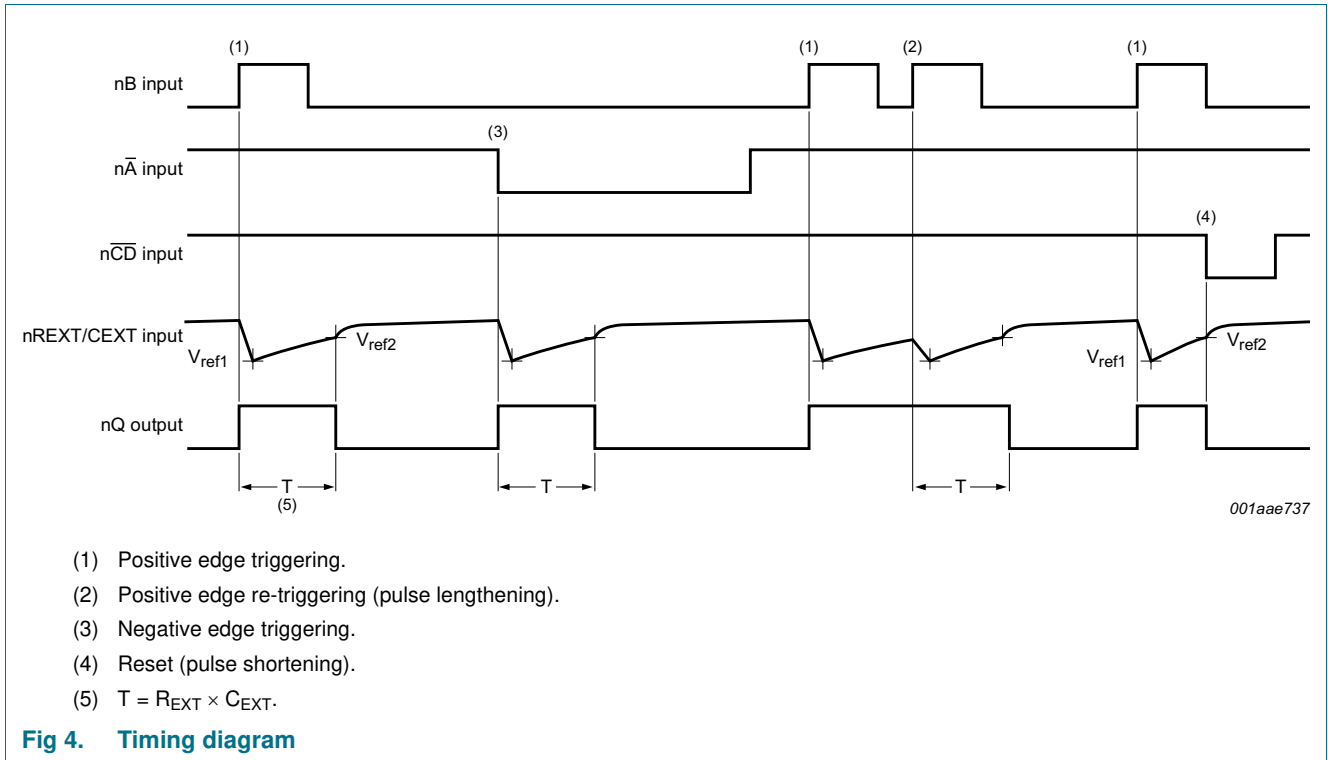 (1) (1) (2) (1)
nB input
(3)
nA̅ input
(4)
nC̅D̅ input
nREXT/CEXT input
Vref1 Vref2 Vref1 Vref2
nQ output
T T T
(5)
001aae737
(1) Positive edge triggering.
(2) Positive edge re-triggering (pulse lengthening).
(3) Negative edge triggering.
(4) Reset (pulse shortening).
(5) T = REXT × CEXT.
Fig 4. Timing diagram